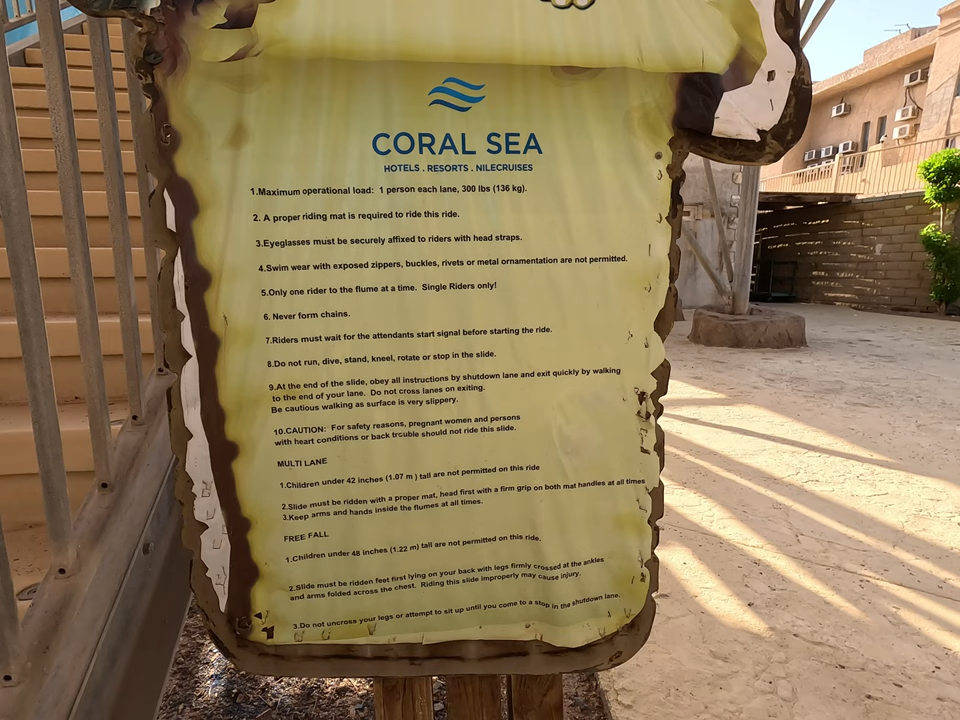 CORAL SEA
HOTELS . RESORTS . NILECRUISES
1.Maximum operational load: 1 person each lane, 300 lbs (136 kg).
2. A proper riding mat is required to ride this ride.
3.Eyeglasses must be securely affixed to riders with head straps.
4.Swim wear with exposed zippers, buckles, rivets or metal ornamentation are not permitted.
5.Only one rider to the flume at a time. Single Riders only!
6. Never form chains.
7.Riders must wait for the attendants start signal before starting the ride.
8.Do not run, dive, stand, kneel, rotate or stop in the slide.
9.At the end of the slide, obey all instructions by shutdown lane and exit quickly by walking
to the end of your lane. Do not cross lanes on exiting.
Be cautious walking as surface is very slippery.
10.CAUTION: For safety reasons, pregnant women and persons
with heart conditions or back trouble should not ride this slide.
MULTI LANE
1.Children under 42 inches (1.07 m ) tall are not permitted on this ride
2.Slide must be ridden with a proper mat, head first with a firm grip on both mat handles at all times
3.Keep arms and hands inside the flumes at all times.
FREE FALL
1.Children under 48 inches (1.22 m) tall are not permitted on this ride.
2.Slide must be ridden feet first lying on your back with legs firmly crossed at the ankles
and arms folded across the chest. Riding this slide improperly may cause injury.
3.Do not uncross your legs or attempt to sit up until you come to a stop in the shutdown lane.